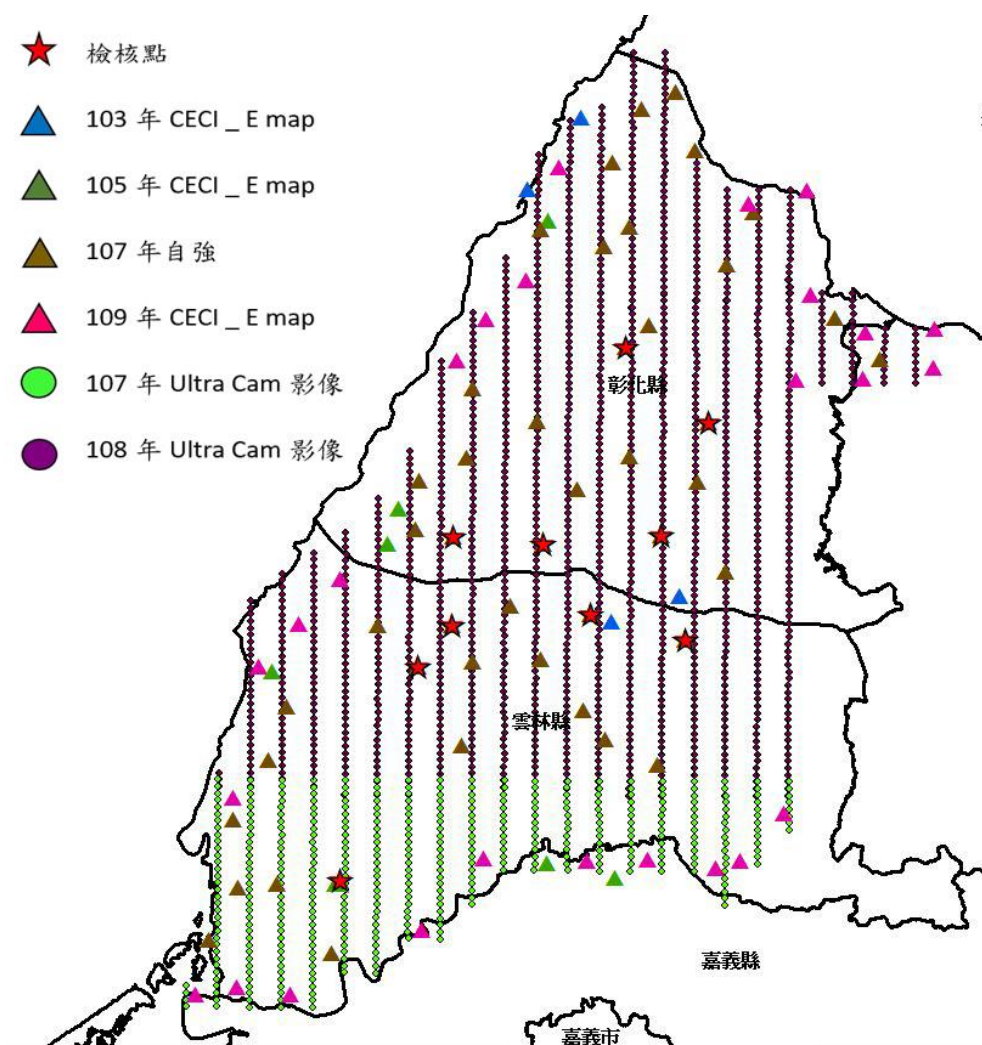 檢核點
103 年 CECI _ E map
105 年 CECI _ E map
107 年自強
109 年 CECI _ E map
107 年 Ultra Cam 影像
108 年 Ultra Cam 影像
彰化縣
雲林縣
嘉義縣
嘉義市